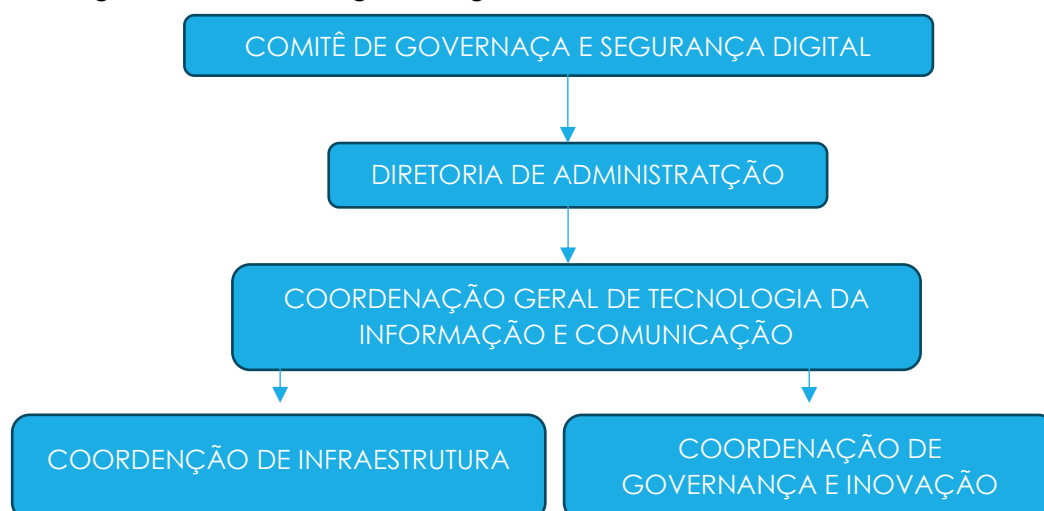 COMITÊ DE GOVERNAÇA E SEGURANÇA DIGITAL
DIRETORIA DE ADMINISTRATÇÃO
COORDENAÇÃO GERAL DE TECNOLOGIA DA
INFORMAÇÃO E COMUNICAÇÃO
COORDENÇÃO DE INFRAESTRUTURA
COORDENAÇÃO DE
GOVERNANÇA E INOVAÇÃO